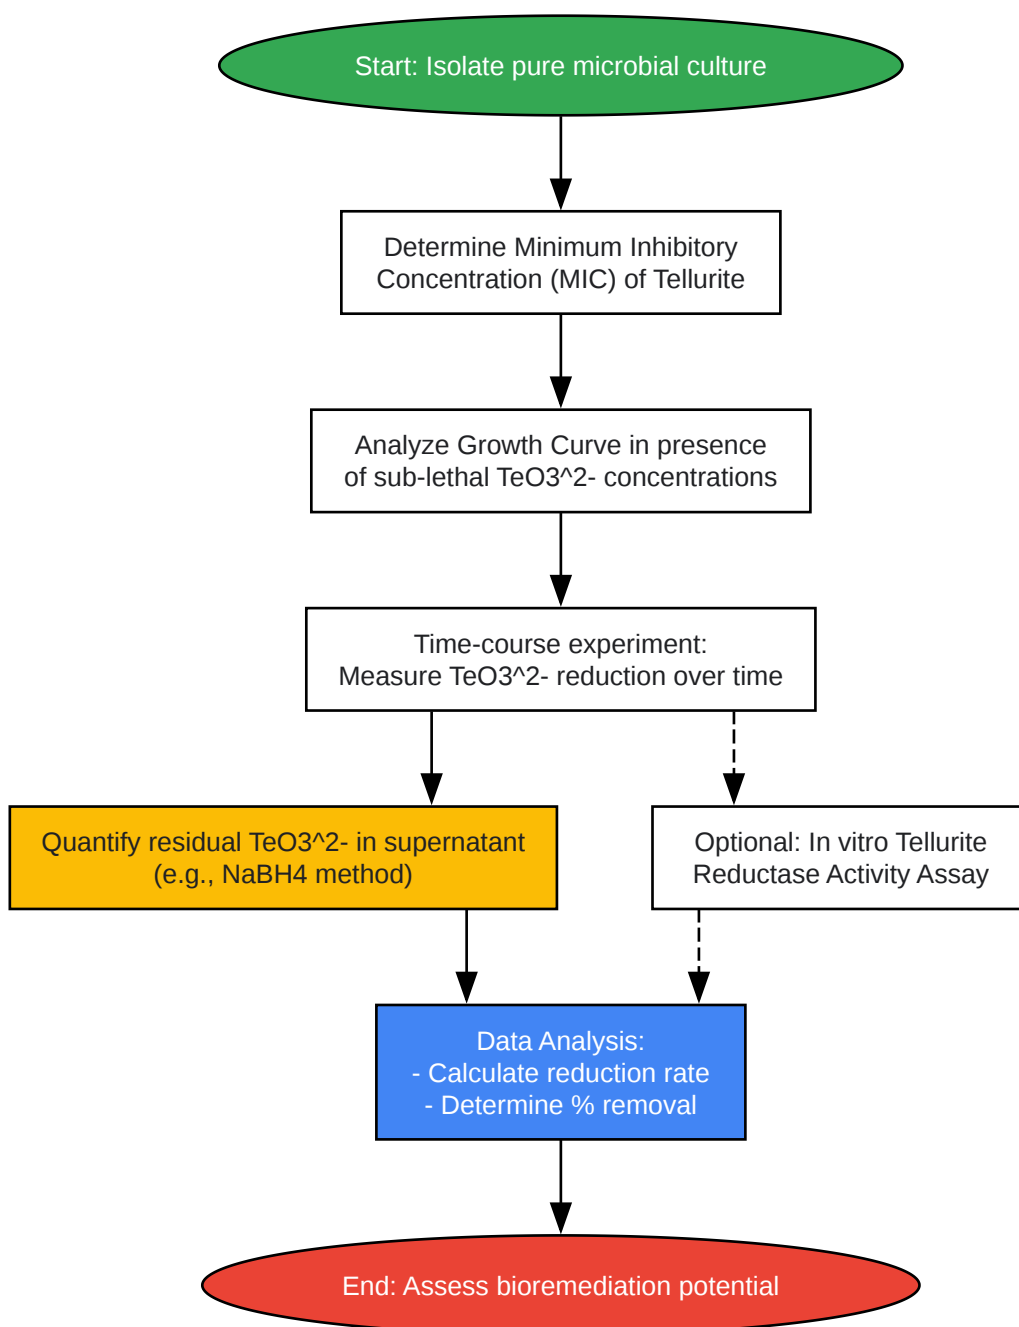 Start: Isolate pure microbial culture
Determine Minimum Inhibitory
Concentration (MIC) of Tellurite
Analyze Growth Curve in presence
of sub-lethal TeO3^2- concentrations
Time-course experiment:
Measure TeO3^2- reduction over time
Quantify residual TeO3^2- in supernatant
(e.g., NaBH4 method)
Optional: In vitro Tellurite
Reductase Activity Assay
Data Analysis:
- Calculate reduction rate
- Determine % removal
End: Assess bioremediation potential